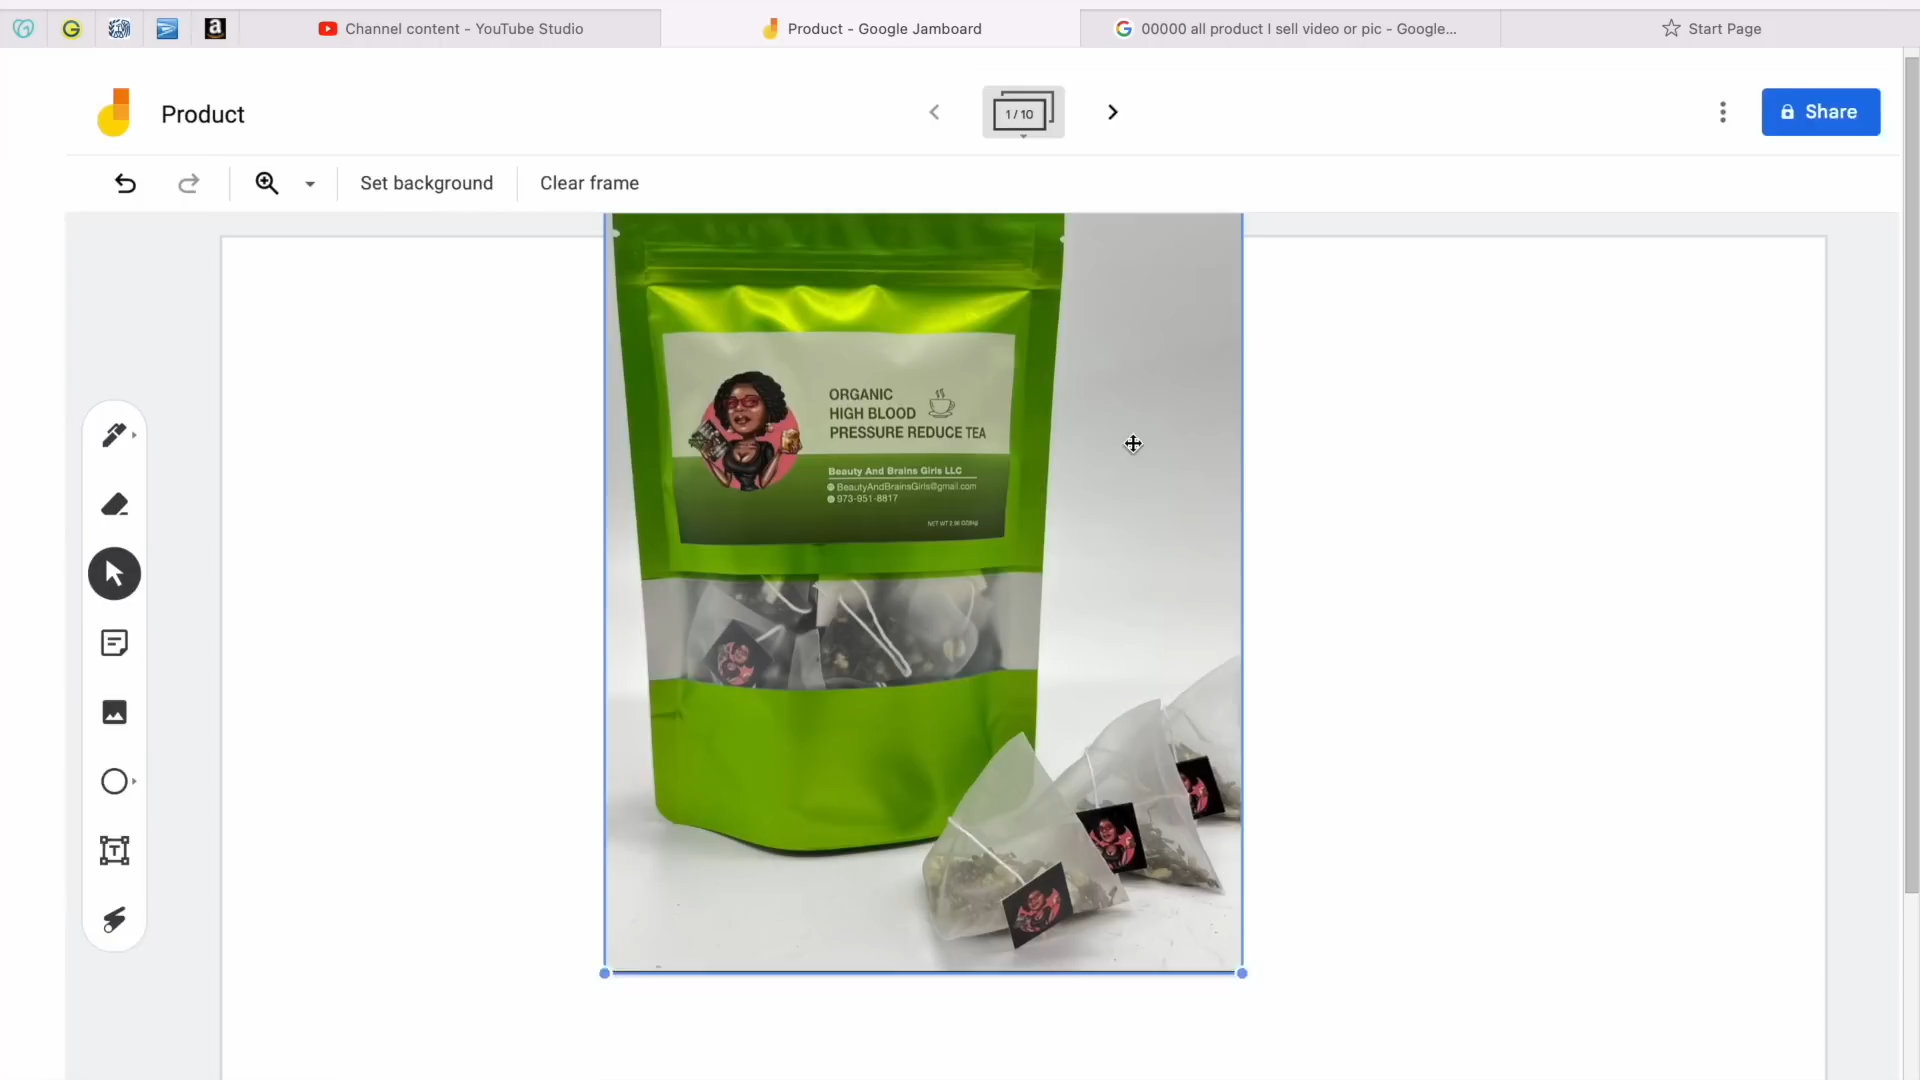 Channel content - YouTube Studio
Product - Google Jamboard
00000 all product I sell video or pic - Google...
Start Page
Product
1 / 10
Share
Set background
Clear frame
ORGANIC
HIGH BLOOD
PRESSURE REDUCE TEA
Beauty And Brains Girls LLC
BeautyAndBrainsGirls@gmail.com
973-951-8817